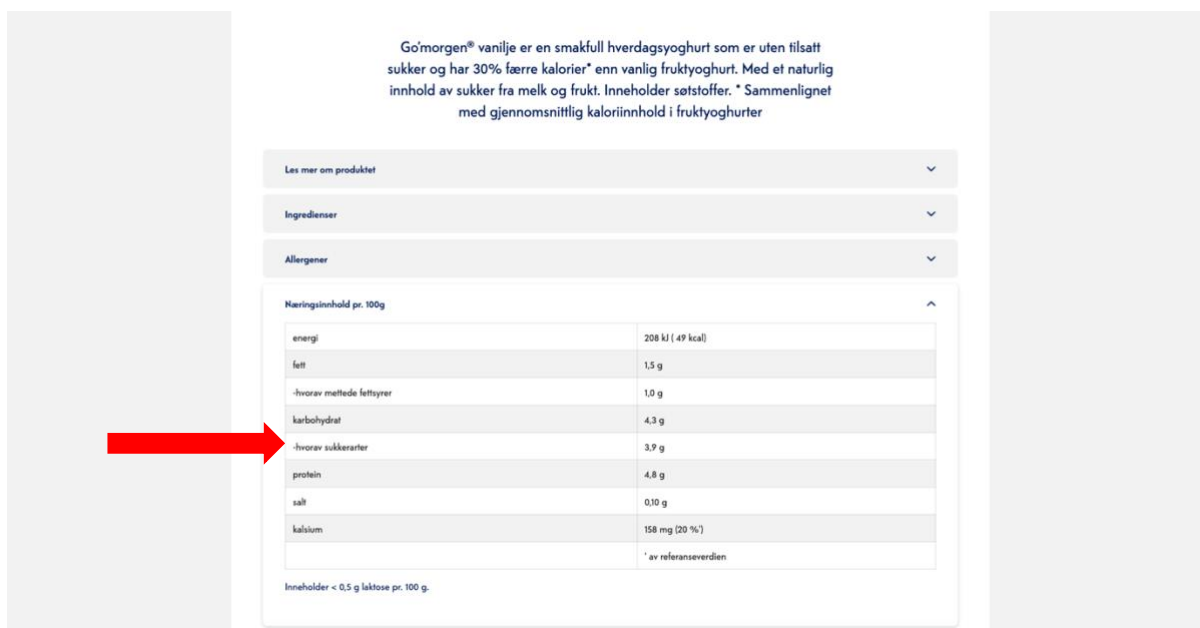 Go'morgen® vanilje er en smakfull hverdagsyoghurt som er uten tilsatt
sukker og har 30% færre kalorier* enn vanlig fruktyoghurt. Med et naturlig
innhold av sukker fra melk og frukt. Inneholder søtstoffer. * Sammenlignet
med gjennomsnittlig kaloriinnhold i fruktyoghurter
Les mer om produktet
Ingredienser
Allergener
Næringsinnhold pr. 100g
energi 208 kJ ( 49 kcal)
fett 1,5 g
-hvorav mettede fettsyrer 1,0 g
karbohydrat 4,3 g
-hvorav sukkerarter 3,9 g
protein 4,8 g
salt 0,10 g
kalsium 158 mg (20 %*)
* av referanseverdien
Inneholder < 0,5 g laktose pr. 100 g.